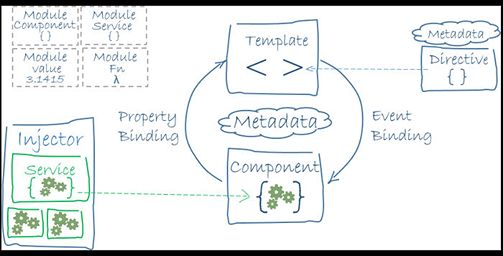 Module
Component
{ }
Module
Service
{ }
Module
value
3.1415
Module
Fn
λ
Template
< >
Metadata
Directive
{ }
Property
Binding
Metadata
Event
Binding
Injector
Service
{ }
Component
{ }